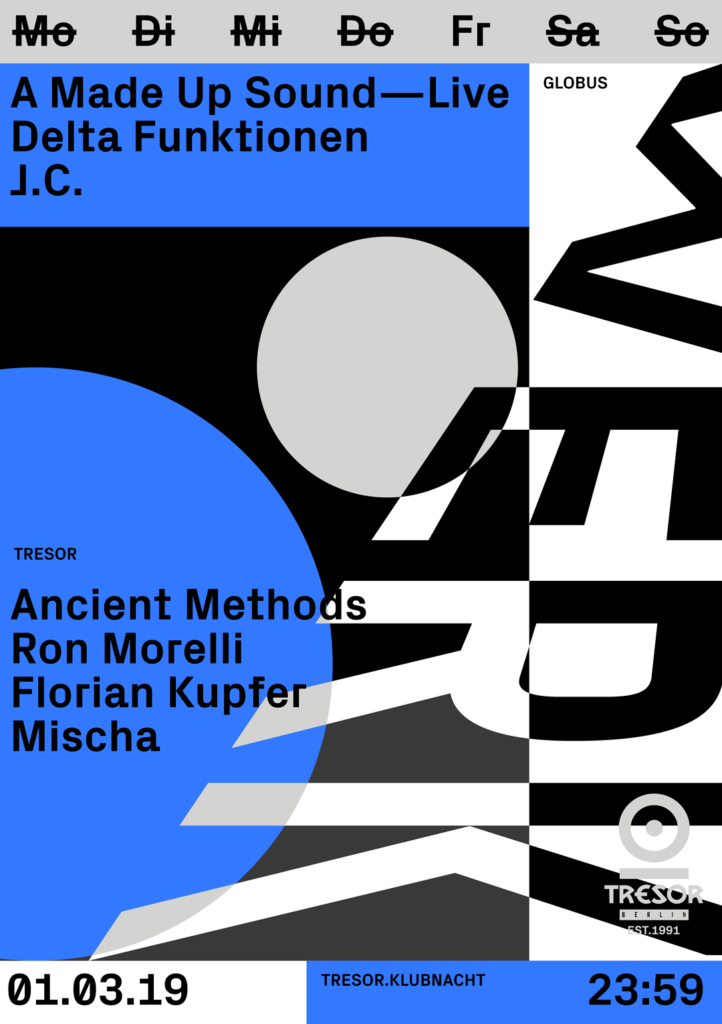 Mo Di Mi Do Fr Sa So
A Made Up Sound—Live
Delta Funktionen
J.C.
GLOBUS
TRESOR
Ancient Methods
Ron Morelli
Florian Kupfer
Mischa
TRESOR
BERLIN
EST.1991
01.03.19
TRESOR.KLUBNACHT
23:59